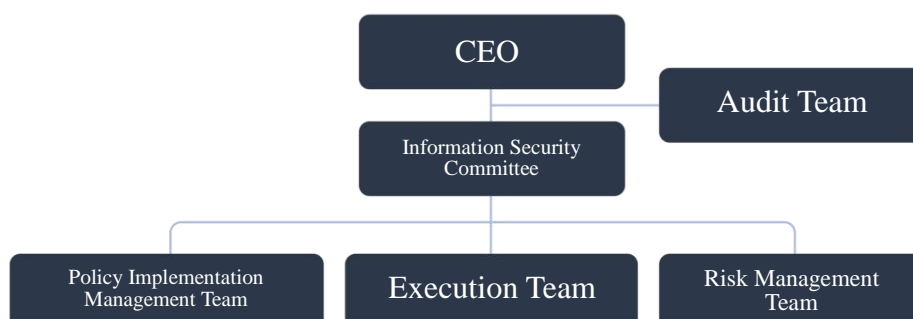 CEO
Audit Team
Information Security
Committee
Policy Implementation
Management Team
Execution Team
Risk Management
Team